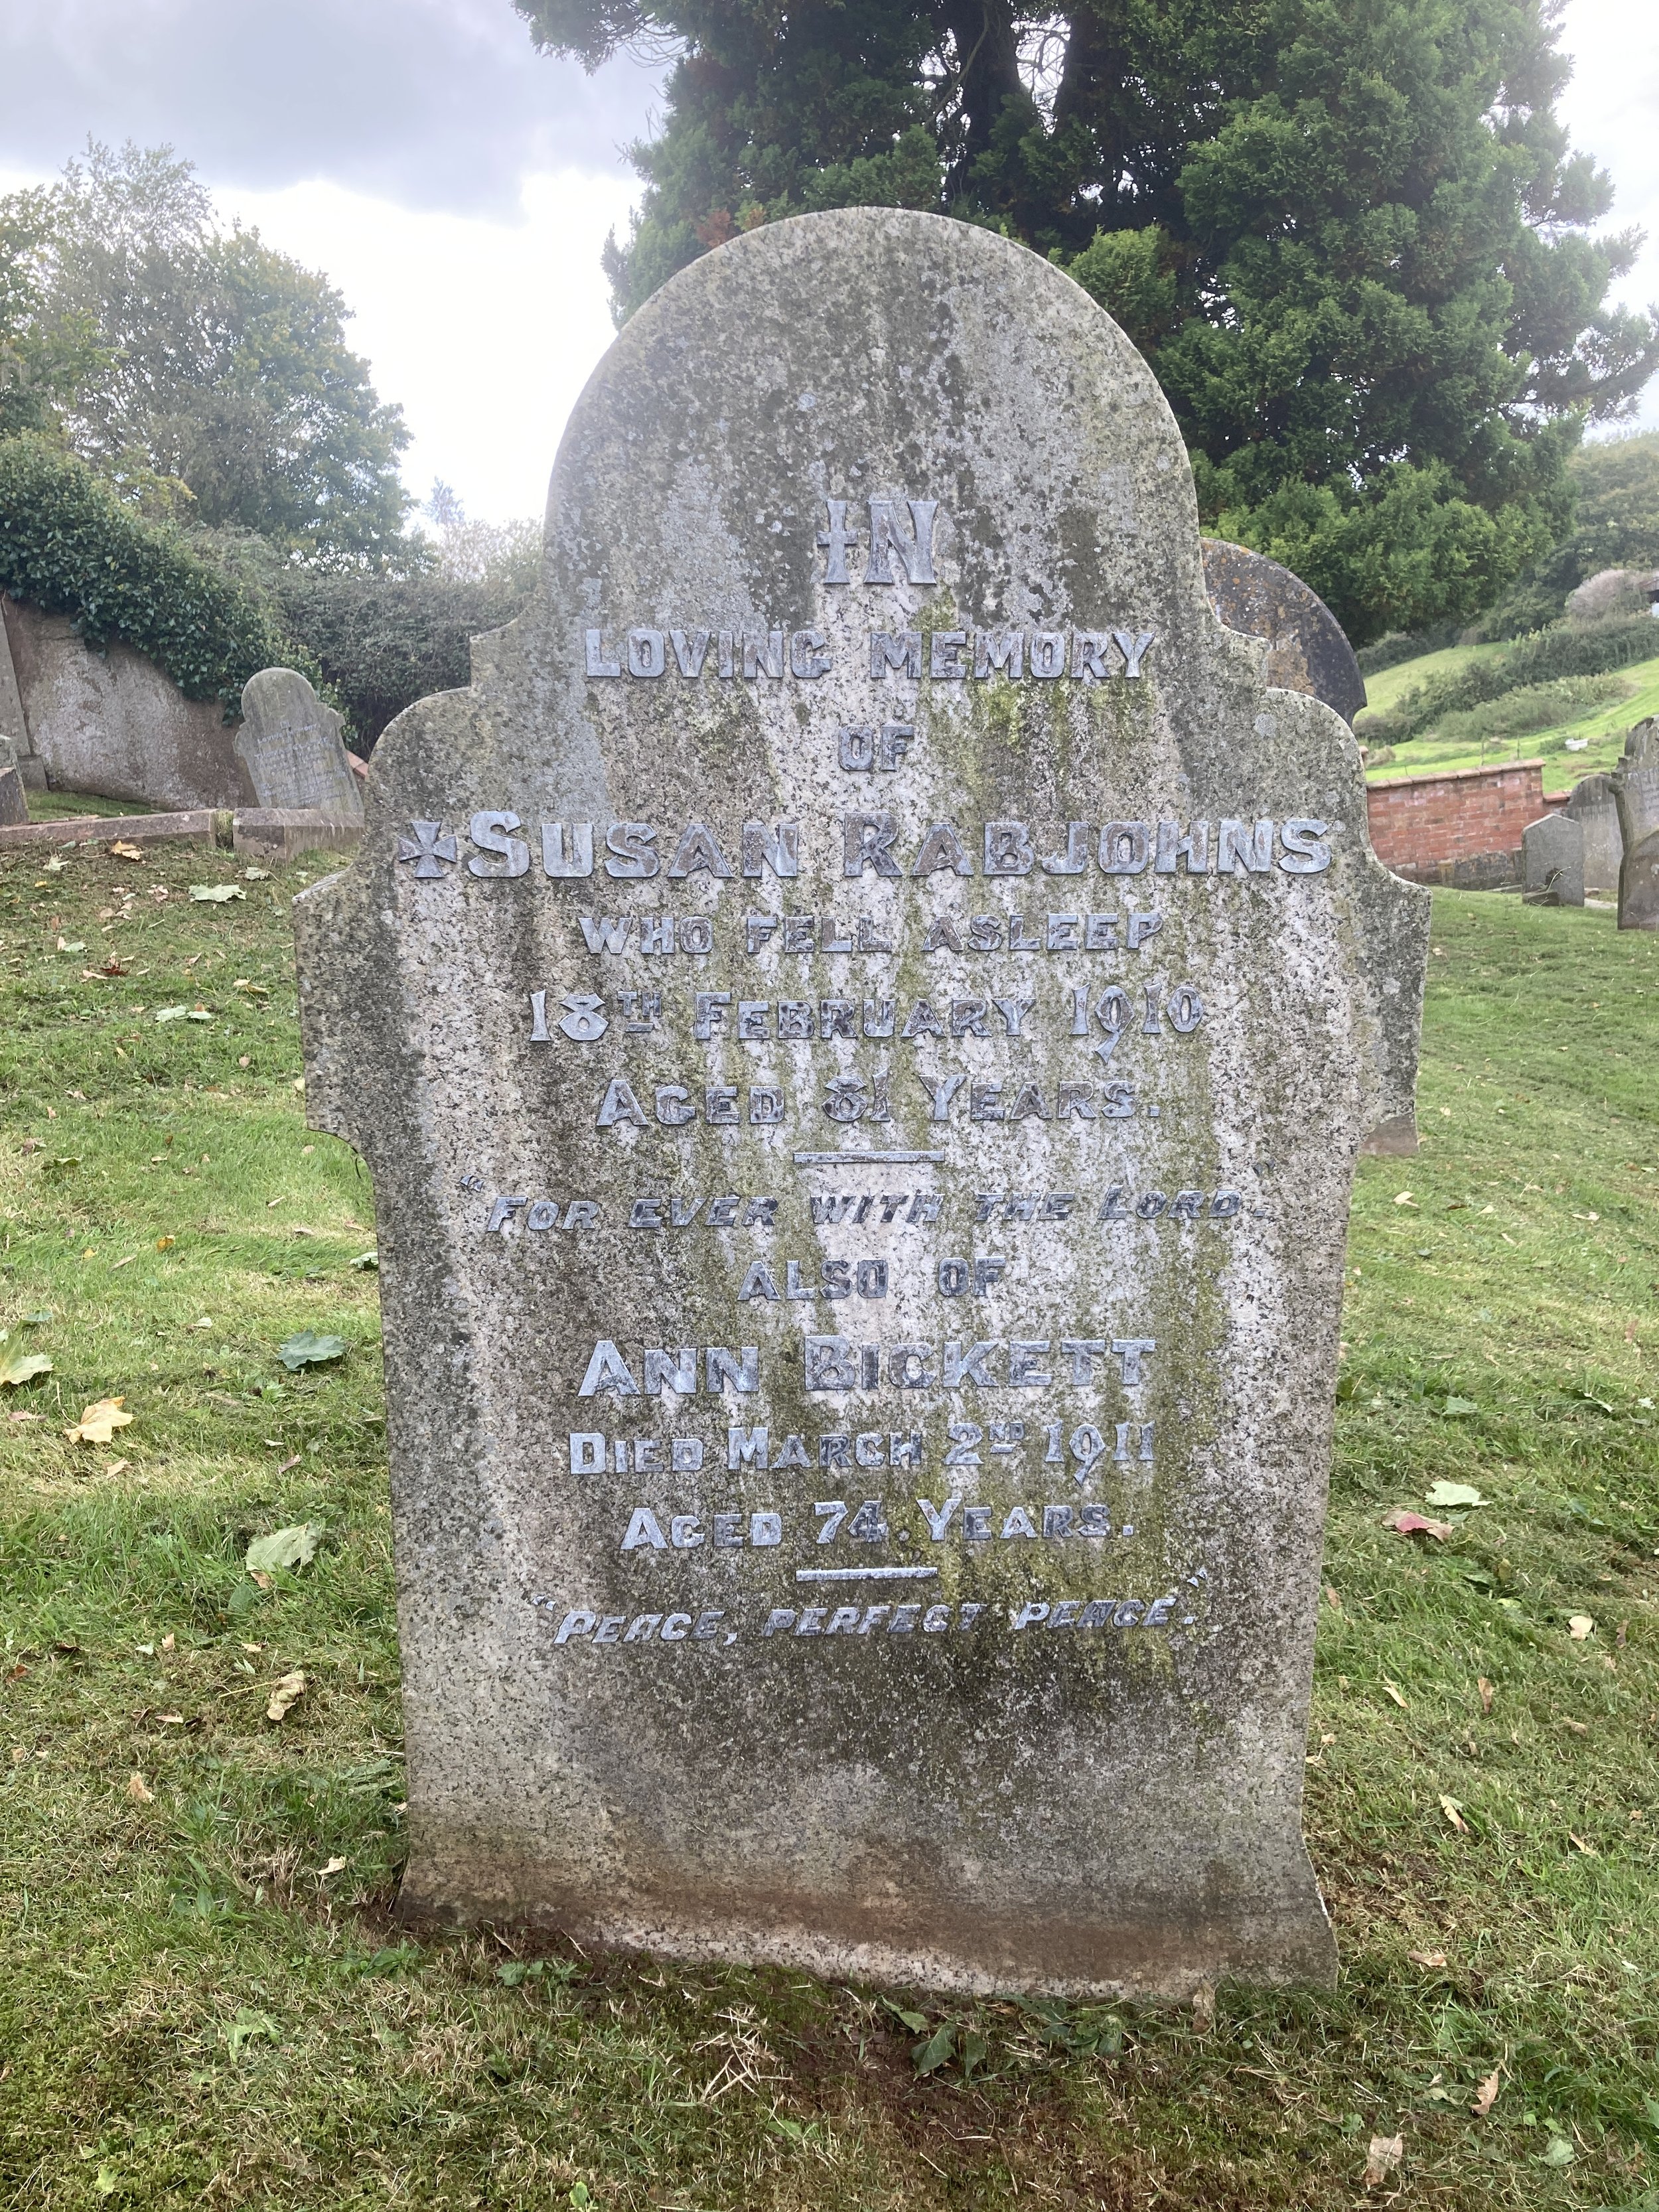 IN
LOVING MEMORY
OF
✠SUSAN RABJOHNS
WHO FELL ASLEEP
18TH FEBRUARY 1910
AGED 81 YEARS.
"FOR EVER WITH THE LORD."
ALSO OF
ANN BICKETT
DIED MARCH 2ND 1911
AGED 74. YEARS.
"PEACE, PERFECT PEACE."